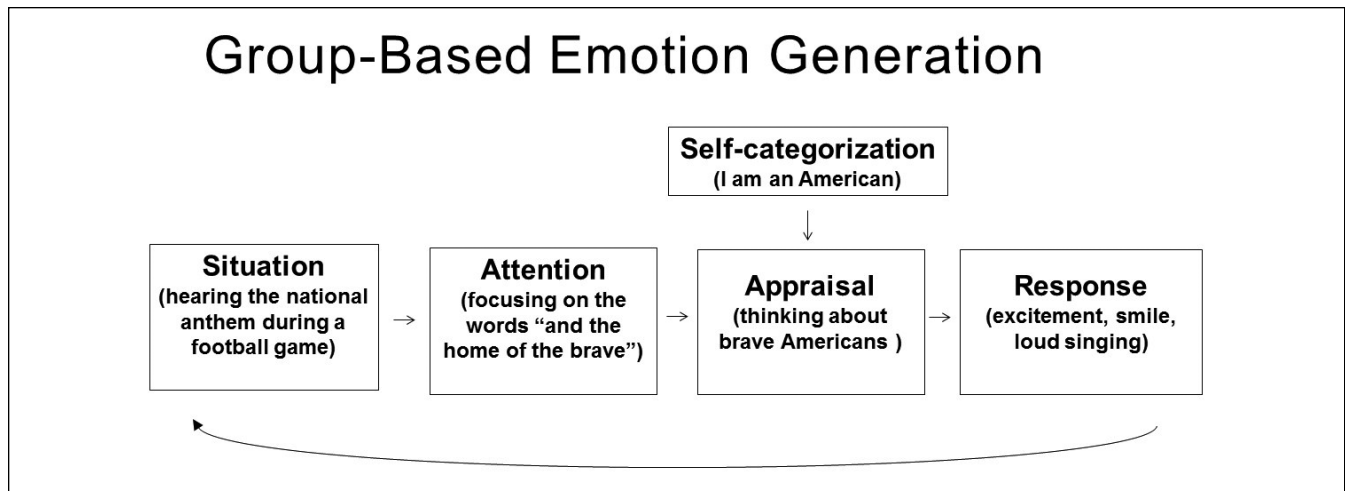 Group-Based Emotion Generation
Self-categorization
(I am an American)
Situation
(hearing the national
anthem during a
football game)
Attention
(focusing on the
words “and the
home of the brave”)
Appraisal
(thinking about
brave Americans )
Response
(excitement, smile,
loud singing)